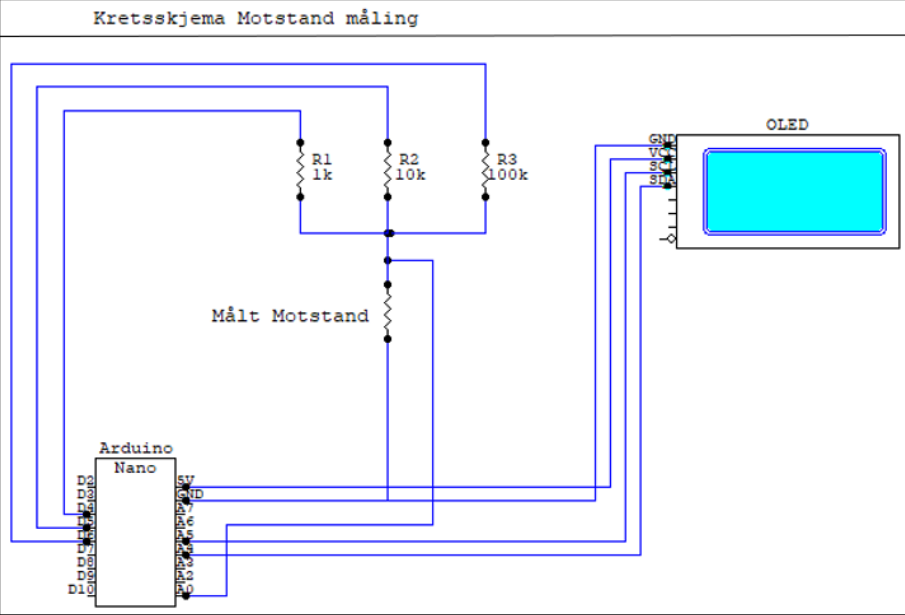 Kretsskjema Motstand måling
R1
1k
R2
10k
R3
100k
OLED
GND
VCC
SCL
SDA
Målt Motstand
Arduino
Nano
D2
D3
D4
D5
D6
D7
D8
D9
D10
5V
GND
A7
A6
A5
A4
A3
A2
A0